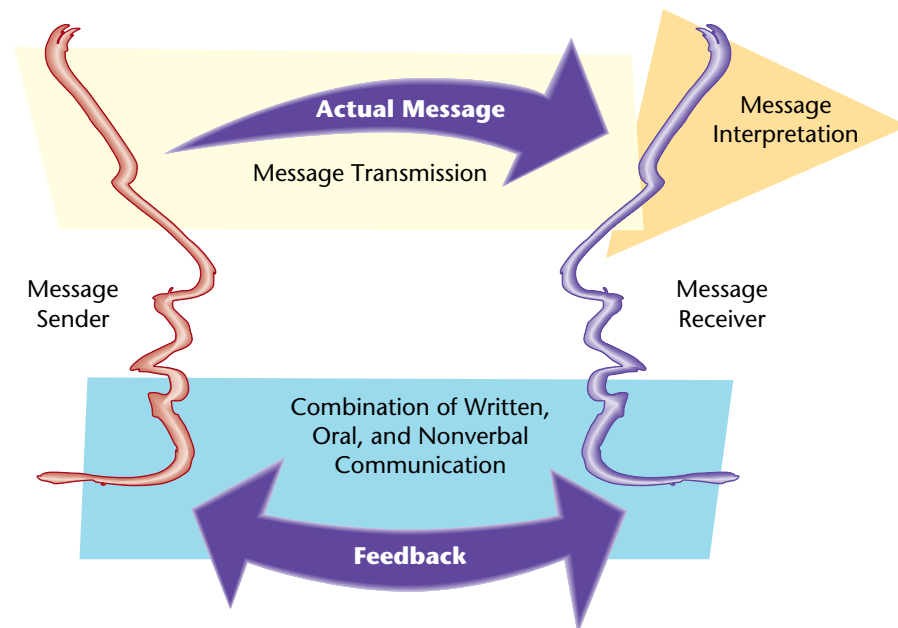 Actual Message
Message Transmission
Message
Interpretation
Message
Sender
Message
Receiver
Combination of Written,
Oral, and Nonverbal
Communication
Feedback